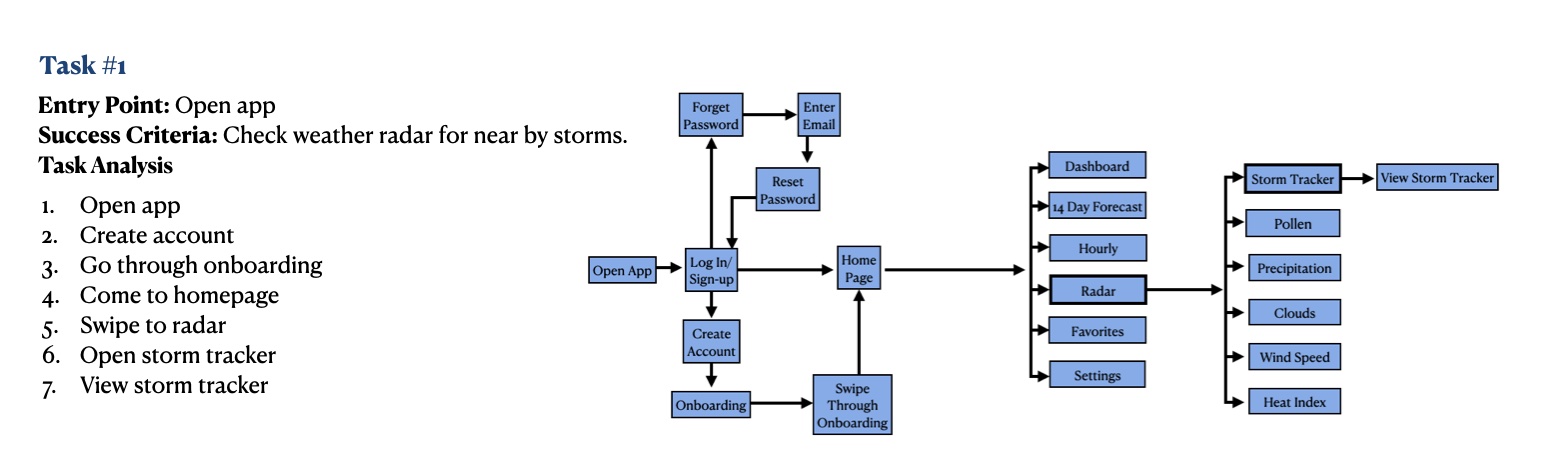 Task #1
Entry Point: Open app
Success Criteria: Check weather radar for near by storms.
Task Analysis
1. Open app
2. Create account
3. Go through onboarding
4. Come to homepage
5. Swipe to radar
6. Open storm tracker
7. View storm tracker
Forget
Password
Enter
Email
Reset
Password
Open App
Log In/
Sign-up
Home
Page
Create
Account
Onboarding
Swipe
Through
Onboarding
Dashboard
14 Day Forecast
Hourly
Radar
Favorites
Settings
Storm Tracker
View Storm Tracker
Pollen
Precipitation
Clouds
Wind Speed
Heat Index